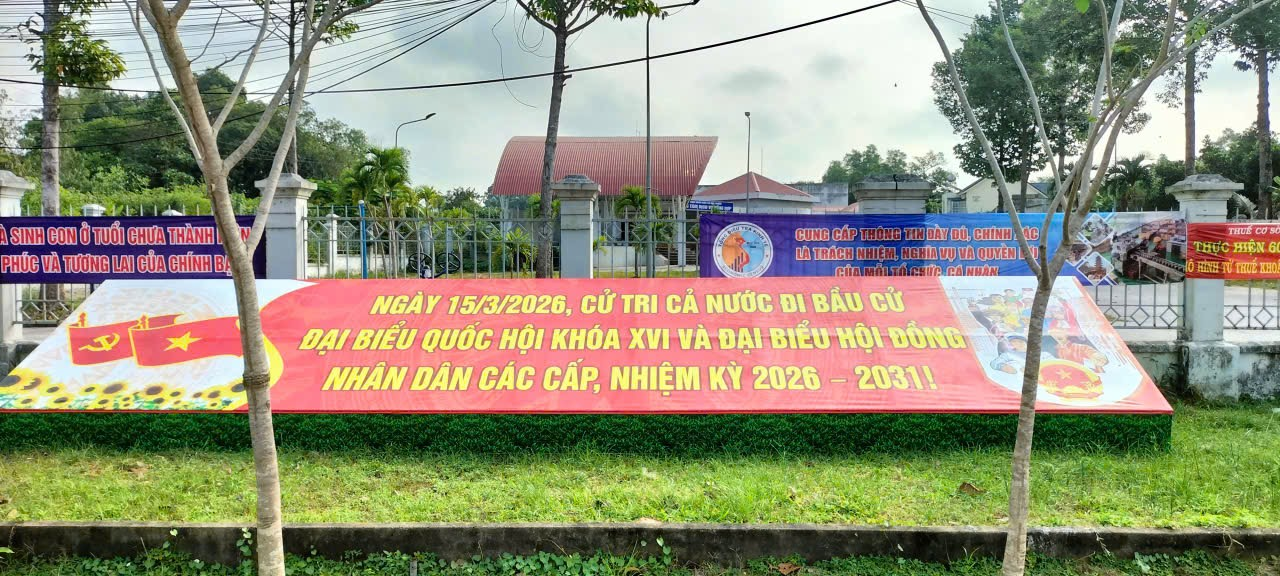 SINH CON Ở TUỔI CHƯA THÀNH
PHÚC VÀ TƯƠNG LAI CỦA CHÍNH
CUNG CẤP THÔNG TIN ĐẦY ĐỦ, CHÍNH XÁC
LÀ TRÁCH NHIỆM, NGHĨA VỤ VÀ QUYỀN
CỦA MỖI TỔ CHỨC, CÁ NHÂN
THUẾ CƠ SỞ
THỰC HIỆN
HÌNH TỪ THUẾ KHOÁN
NGÀY 15/3/2026, CỬ TRI CẢ NƯỚC ĐI BẦU CỬ
ĐẠI BIỂU QUỐC HỘI KHÓA XVI VÀ ĐẠI BIỂU HỘI ĐỒNG
NHÂN DÂN CÁC CẤP, NHIỆM KỲ 2026 – 2031!